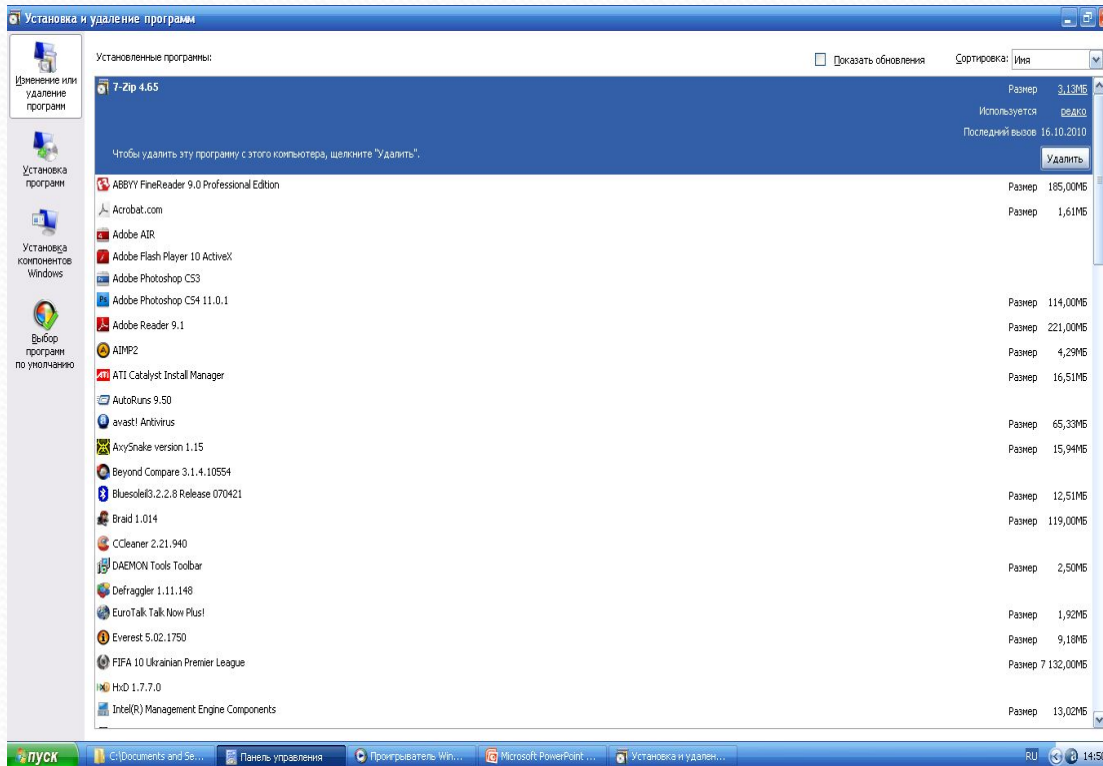 Установка и удаление программ
Изменение или
удаление
программ
Установка
программ
Установка
компонентов
Windows
Выбор
программ
по умолчанию
Установленные программы:
Показать обновления
Сортировка: Имя
7-Zip 4.65
Размер 3,13МБ
Используется редко
Последний вызов 16.10.2010
Чтобы удалить эту программу с этого компьютера, щелкните "Удалить".
Удалить
ABBYY FineReader 9.0 Professional Edition Размер 185,00МБ
Acrobat.com Размер 1,61МБ
Adobe AIR
Adobe Flash Player 10 ActiveX
Adobe Photoshop CS3
Adobe Photoshop CS4 11.0.1 Размер 114,00МБ
Adobe Reader 9.1 Размер 221,00МБ
AIMP2 Размер 4,29МБ
ATI Catalyst Install Manager Размер 16,51МБ
AutoRuns 9.50
avast! Antivirus Размер 65,33МБ
AxySnake version 1.15 Размер 15,94МБ
Beyond Compare 3.1.4.10554
Bluesoleil3.2.2.8 Release 070421 Размер 12,51МБ
Braid 1.014 Размер 119,00МБ
CCleaner 2.21.940
DAEMON Tools Toolbar Размер 2,50МБ
Defraggler 1.11.148
EuroTalk Talk Now Plus! Размер 1,92МБ
Everest 5.02.1750 Размер 9,18МБ
FIFA 10 Ukrainian Premier League Размер 7 132,00МБ
HxD 1.7.7.0
Intel(R) Management Engine Components Размер 13,02МБ
пуск C:\Documents and Se... Панель управления Проигрыватель Win... Microsoft PowerPoint ... Установка и удален... RU